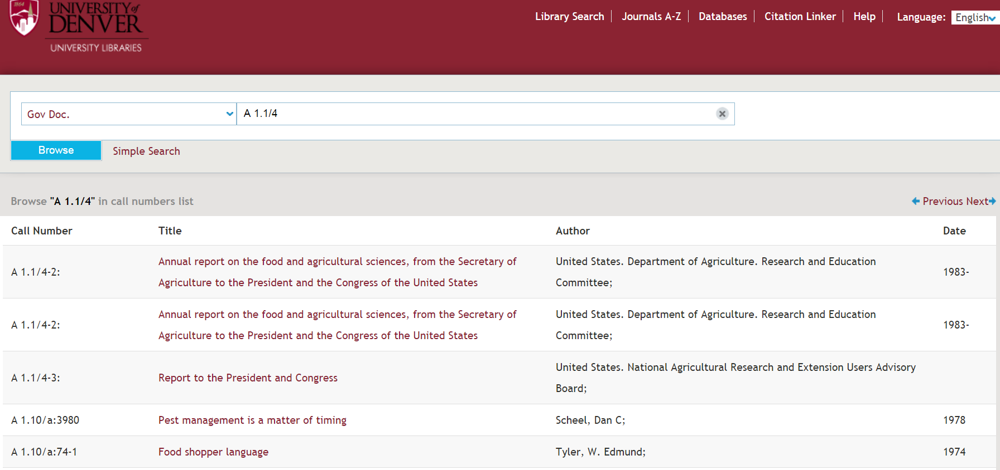 1864
UNIVERSITY of
DENVER
UNIVERSITY LIBRARIES
Library Search
Journals A-Z
Databases
Citation Linker
Help
Language:
English
Gov Doc.
A 1.1/4
Browse
Simple Search
Browse "A 1.1/4" in call numbers list
Previous Next
Call Number Title Author Date
A 1.1/4-2:
Annual report on the food and agricultural sciences, from the Secretary of
Agriculture to the President and the Congress of the United States
United States. Department of Agriculture. Research and Education
Committee;
1983-
A 1.1/4-2:
Annual report on the food and agricultural sciences, from the Secretary of
Agriculture to the President and the Congress of the United States
United States. Department of Agriculture. Research and Education
Committee;
1983-
A 1.1/4-3:
Report to the President and Congress
United States. National Agricultural Research and Extension Users Advisory
Board;
A 1.10/a:3980 Pest management is a matter of timing Scheel, Dan C; 1978
A 1.10/a:74-1 Food shopper language Tyler, W. Edmund; 1974